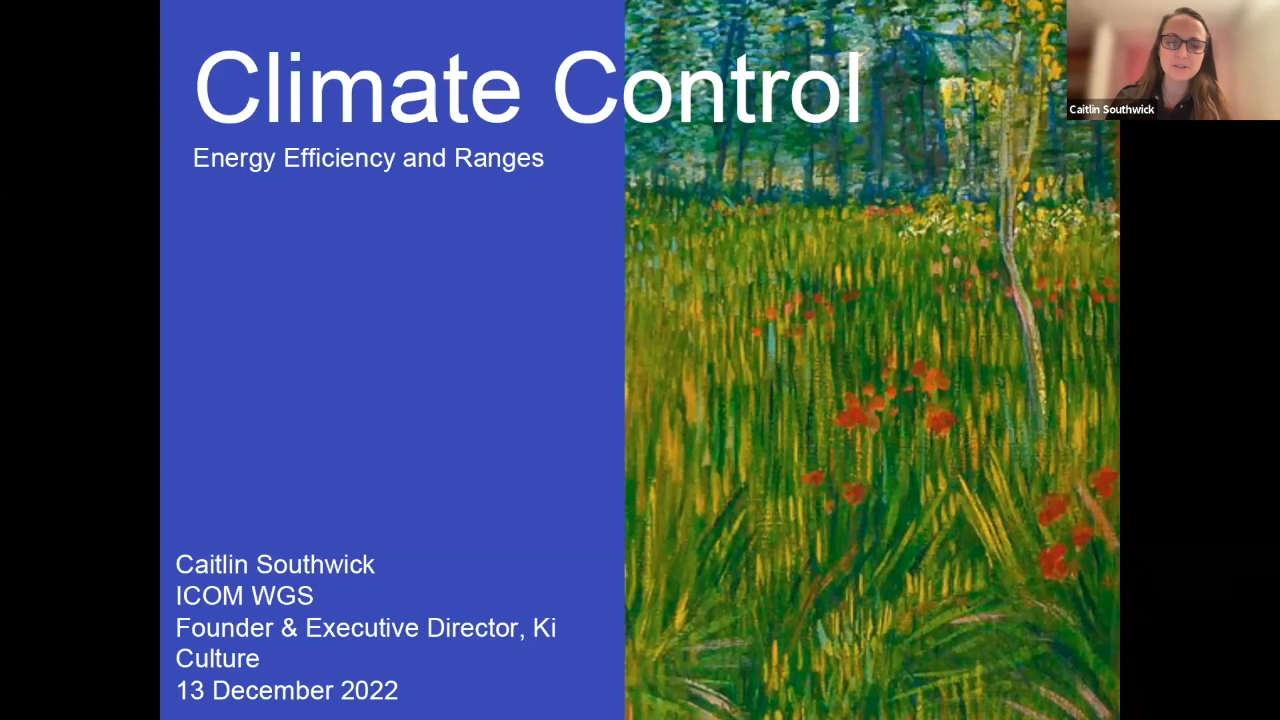 Climate Control
Energy Efficiency and Ranges
Caitlin Southwick
Caitlin Southwick
ICOM WGS
Founder & Executive Director, Ki
Culture
13 December 2022